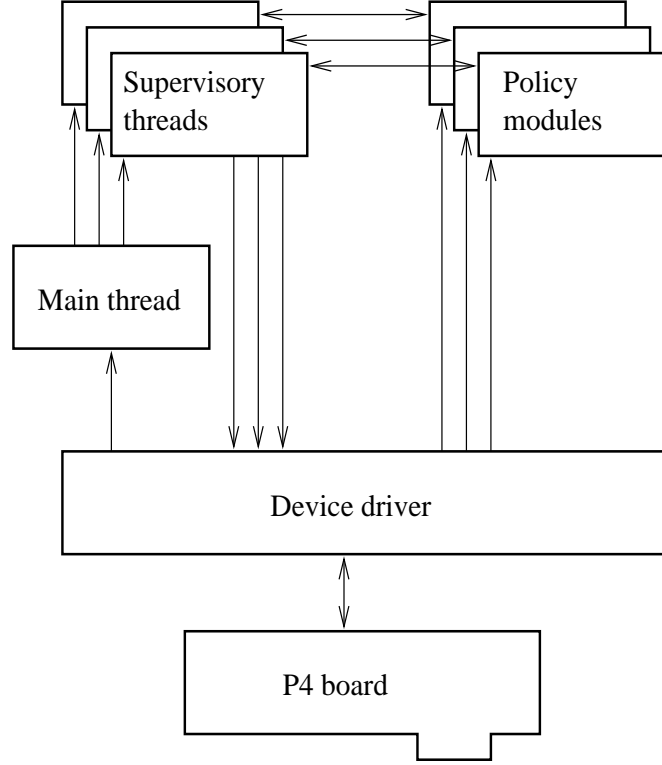 Supervisory
threads
Policy
modules
Main thread
Device driver
P4 board